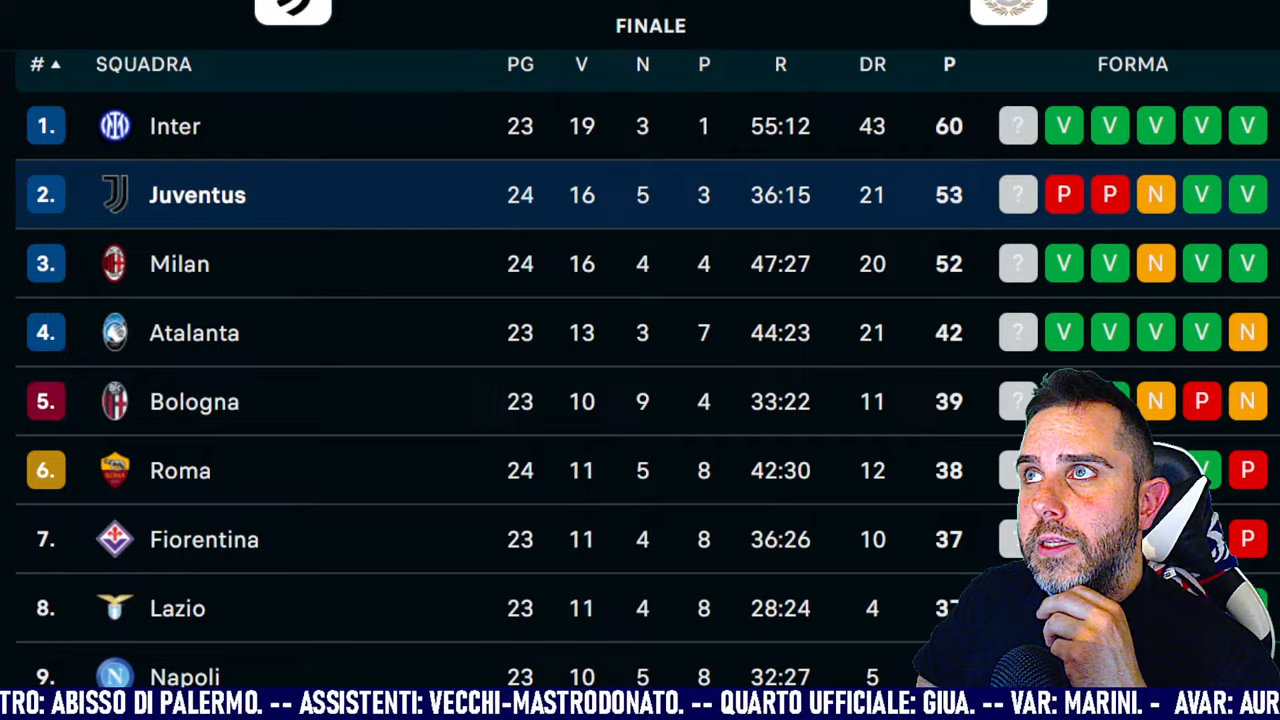 FINALE
# SQUADRA PG V N P R DR P FORMA
1. Inter 23 19 3 1 55:12 43 60 ? V V V V V
2. Juventus 24 16 5 3 36:15 21 53 ? P P N V V
3. Milan 24 16 4 4 47:27 20 52 ? V V N V V
4. Atalanta 23 13 3 7 44:23 21 42 ? V V V V N
5. Bologna 23 10 9 4 33:22 11 39 ? N P N
6. Roma 24 11 5 8 42:30 12 38 V P
7. Fiorentina 23 11 4 8 36:26 10 37 P
8. Lazio 23 11 4 8 28:24 4 37
9. Napoli 23 10 5 8 32:27 5
TRO: ABISSO DI PALERMO. -- ASSISTENTI: VECCHI-MASTRODONATO. -- QUARTO UFFICIALE: GIUA. -- VAR: MARINI. - AVAR: AUR